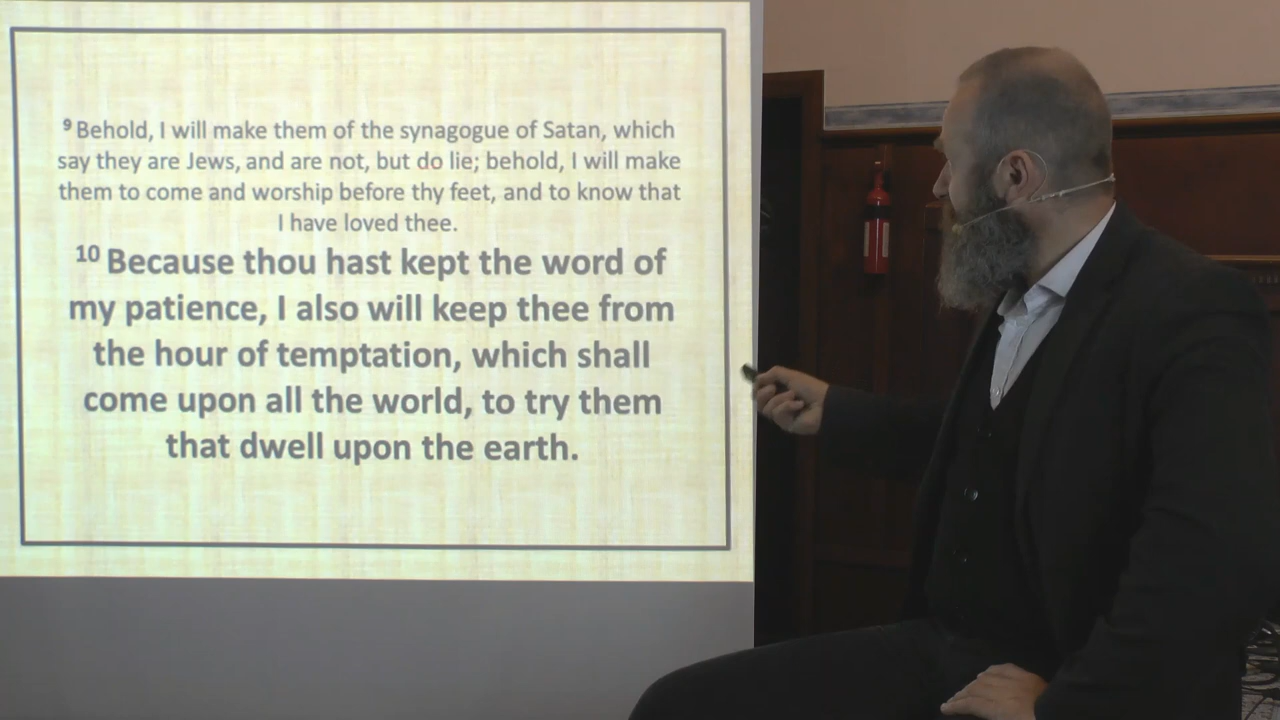 ⁹ Behold, I will make them of the synagogue of Satan, which
say they are Jews, and are not, but do lie; behold, I will make
them to come and worship before thy feet, and to know that
I have loved thee.
¹⁰ Because thou hast kept the word of
my patience, I also will keep thee from
the hour of temptation, which shall
come upon all the world, to try them
that dwell upon the earth.